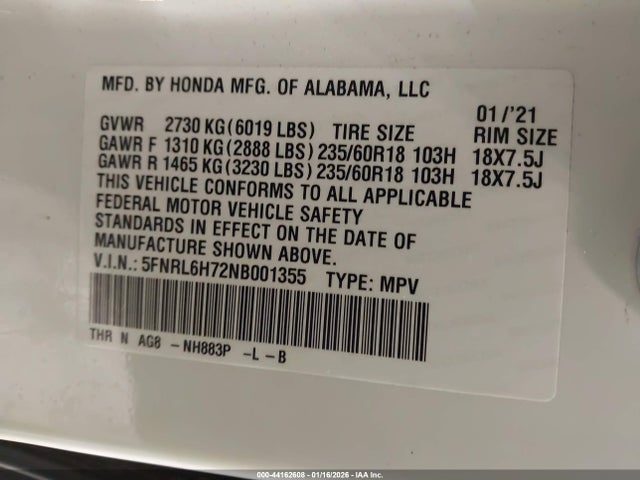 MFD. BY HONDA MFG. OF ALABAMA, LLC
01/'21
GVWR 2730 KG(6019 LBS) TIRE SIZE RIM SIZE
GAWR F 1310 KG(2888 LBS) 235/60R18 103H 18X7.5J
GAWR R 1465 KG(3230 LBS) 235/60R18 103H 18X7.5J
THIS VEHICLE CONFORMS TO ALL APPLICABLE
FEDERAL MOTOR VEHICLE SAFETY
STANDARDS IN EFFECT ON THE DATE OF
MANUFACTURE SHOWN ABOVE.
V.I.N.: 5FNRL6H72NB001355 TYPE: MPV
THR N AG8 - NH883P - L - B
000-44162608 - 01/16/2026 - IAA Inc.